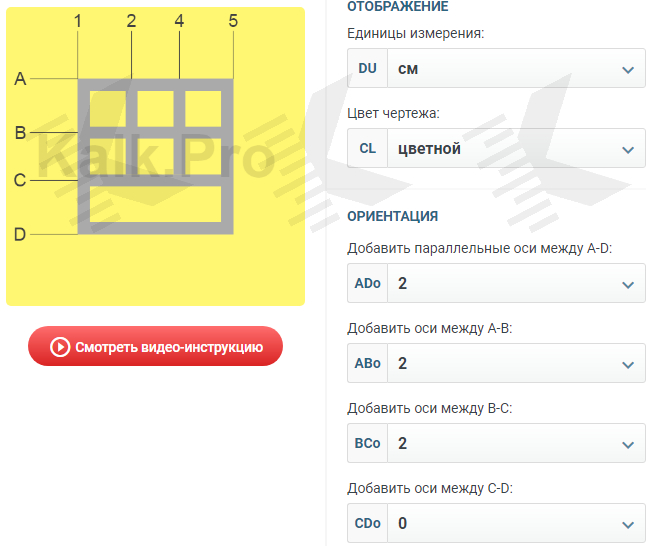 1 2 4 5
A
B
C
D
Kalk.Pro
Смотреть видео-инструкцию
ОТОБРАЖЕНИЕ
Единицы измерения:
DU см
Цвет чертежа:
CL цветной
ОРИЕНТАЦИЯ
Добавить параллельные оси между A-D:
ADo 2
Добавить оси между A-B:
ABo 2
Добавить оси между B-C:
BCo 2
Добавить оси между C-D:
CDo 0